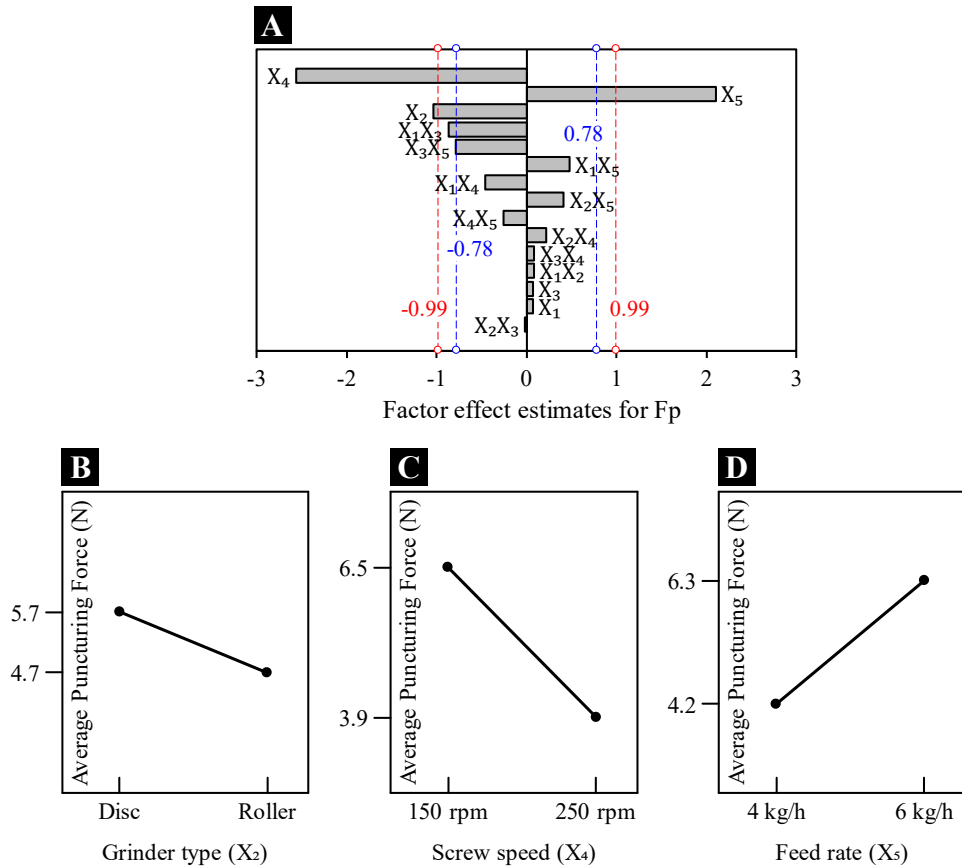 A
X₄
X₅
X₂
X₁X₃
0.78
X₃X₅
X₁X₅
X₁X₄
X₂X₅
X₄X₅
X₂X₄
-0.78
X₃X₄
X₁X₂
X₃
-0.99
X₁
0.99
X₂X₃
-3 -2 -1 0 1 2 3
Factor effect estimates for Fp
B
Average Puncturing Force (N)
5.7
4.7
Disc Roller
Grinder type (X₂)
C
Average Puncturing Force (N)
6.5
3.9
150 rpm 250 rpm
Screw speed (X₄)
D
Average Puncturing Force (N)
6.3
4.2
4 kg/h 6 kg/h
Feed rate (X₅)